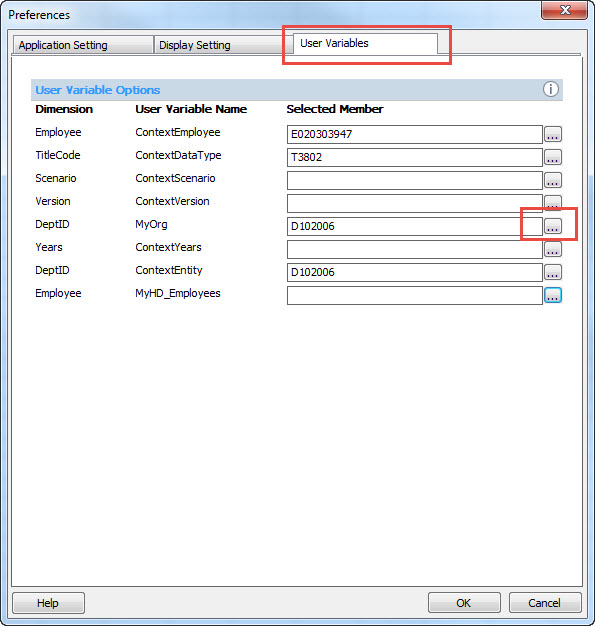 Preferences
Application Setting Display Setting User Variables
User Variable Options
Dimension User Variable Name Selected Member
Employee ContextEmployee E020303947 ...
TitleCode ContextDataType T3802 ...
Scenario ContextScenario ...
Version ContextVersion ...
DeptID MyOrg D102006 ...
Years ContextYears ...
DeptID ContextEntity D102006 ...
Employee MyHD_Employees ...
Help OK Cancel